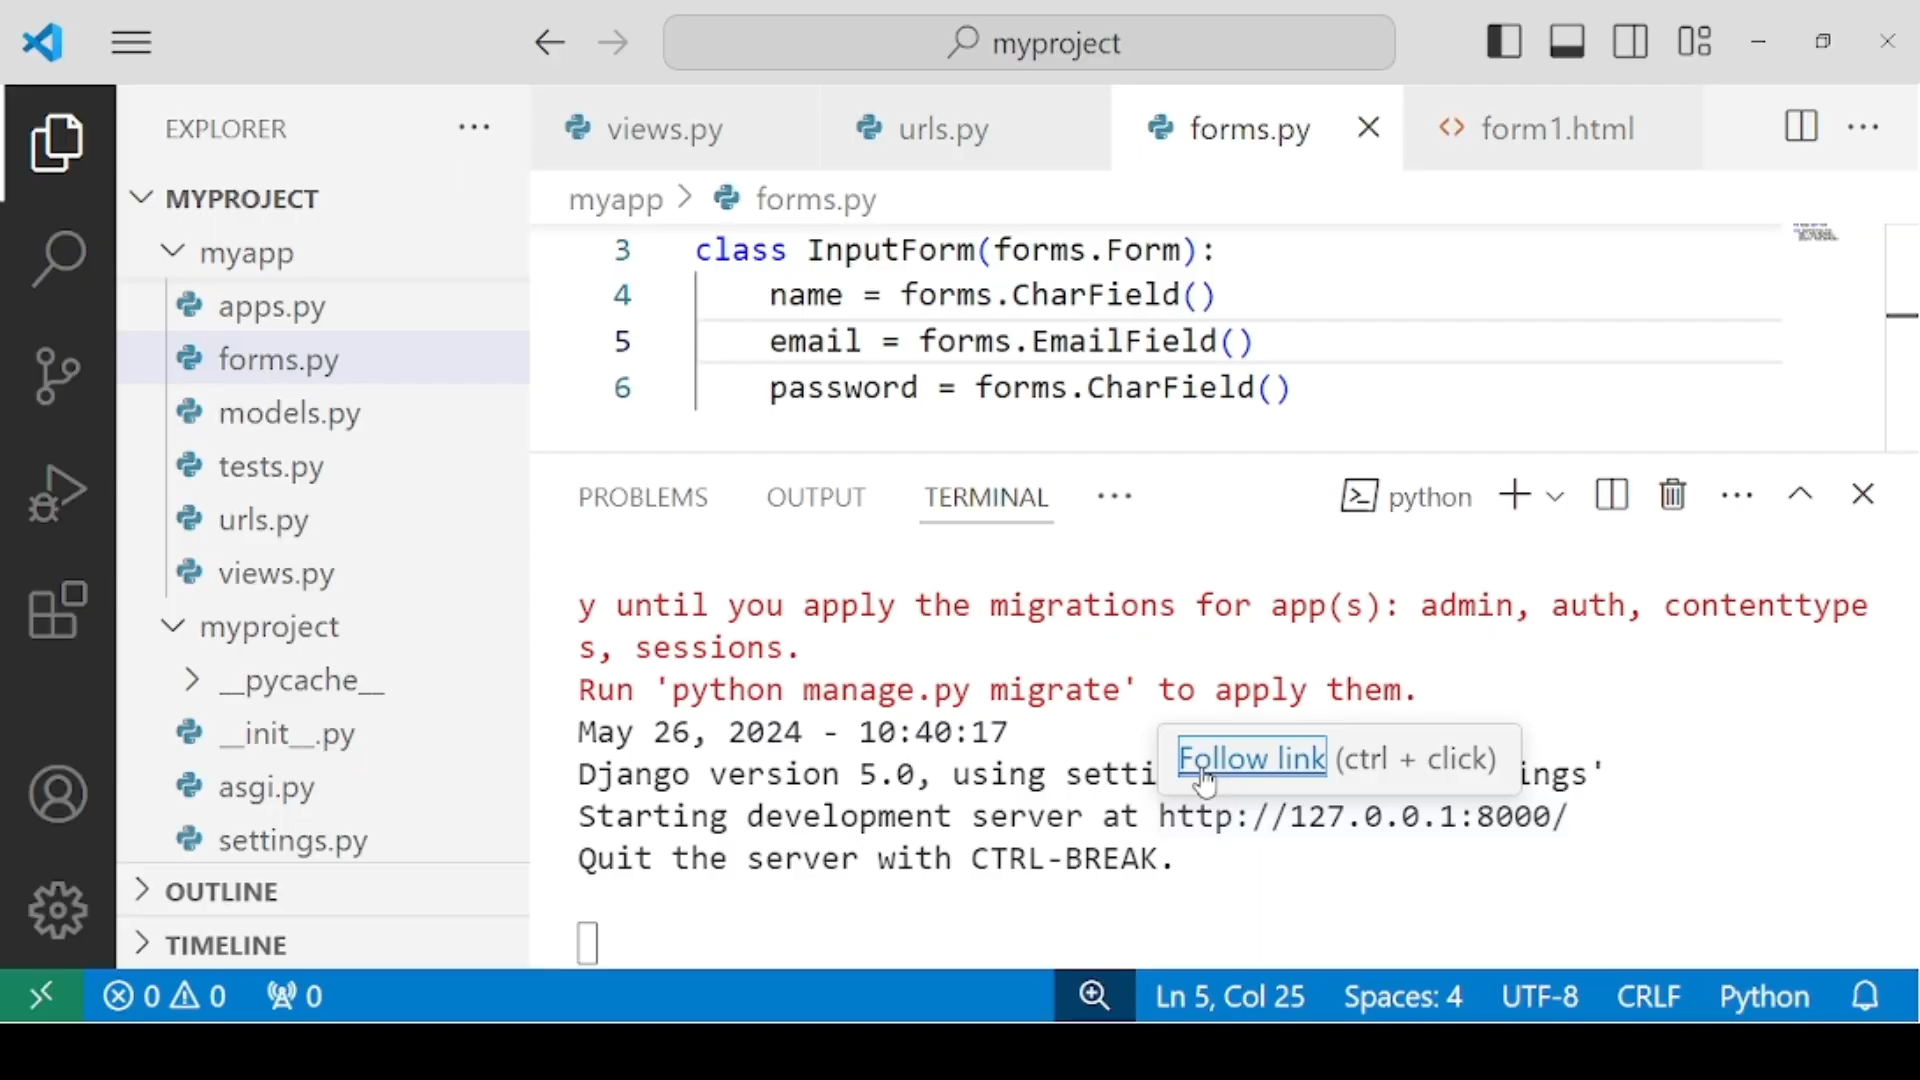 myproject
EXPLORER
views.py
urls.py
forms.py
form1.html
MYPROJECT
myapp
apps.py
forms.py
models.py
tests.py
urls.py
views.py
myproject
__pycache__
__init__.py
asgi.py
settings.py
OUTLINE
TIMELINE
myapp > forms.py
3 class InputForm(forms.Form):
4 name = forms.CharField()
5 email = forms.EmailField()
6 password = forms.CharField()
PROBLEMS OUTPUT TERMINAL python
y until you apply the migrations for app(s): admin, auth, contenttype
s, sessions.
Run 'python manage.py migrate' to apply them.
May 26, 2024 - 10:40:17
Follow link (ctrl + click)
Django version 5.0, using setti ings'
Starting development server at http://127.0.0.1:8000/
Quit the server with CTRL-BREAK.
0 0 0 Ln 5, Col 25 Spaces: 4 UTF-8 CRLF Python